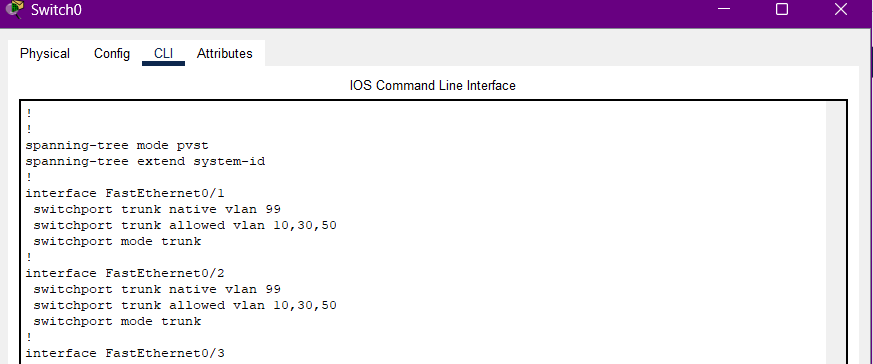 Switch0
Physical Config CLI Attributes
IOS Command Line Interface
!
!
spanning-tree mode pvst
spanning-tree extend system-id
!
interface FastEthernet0/1
 switchport trunk native vlan 99
 switchport trunk allowed vlan 10,30,50
 switchport mode trunk
!
interface FastEthernet0/2
 switchport trunk native vlan 99
 switchport trunk allowed vlan 10,30,50
 switchport mode trunk
!
interface FastEthernet0/3